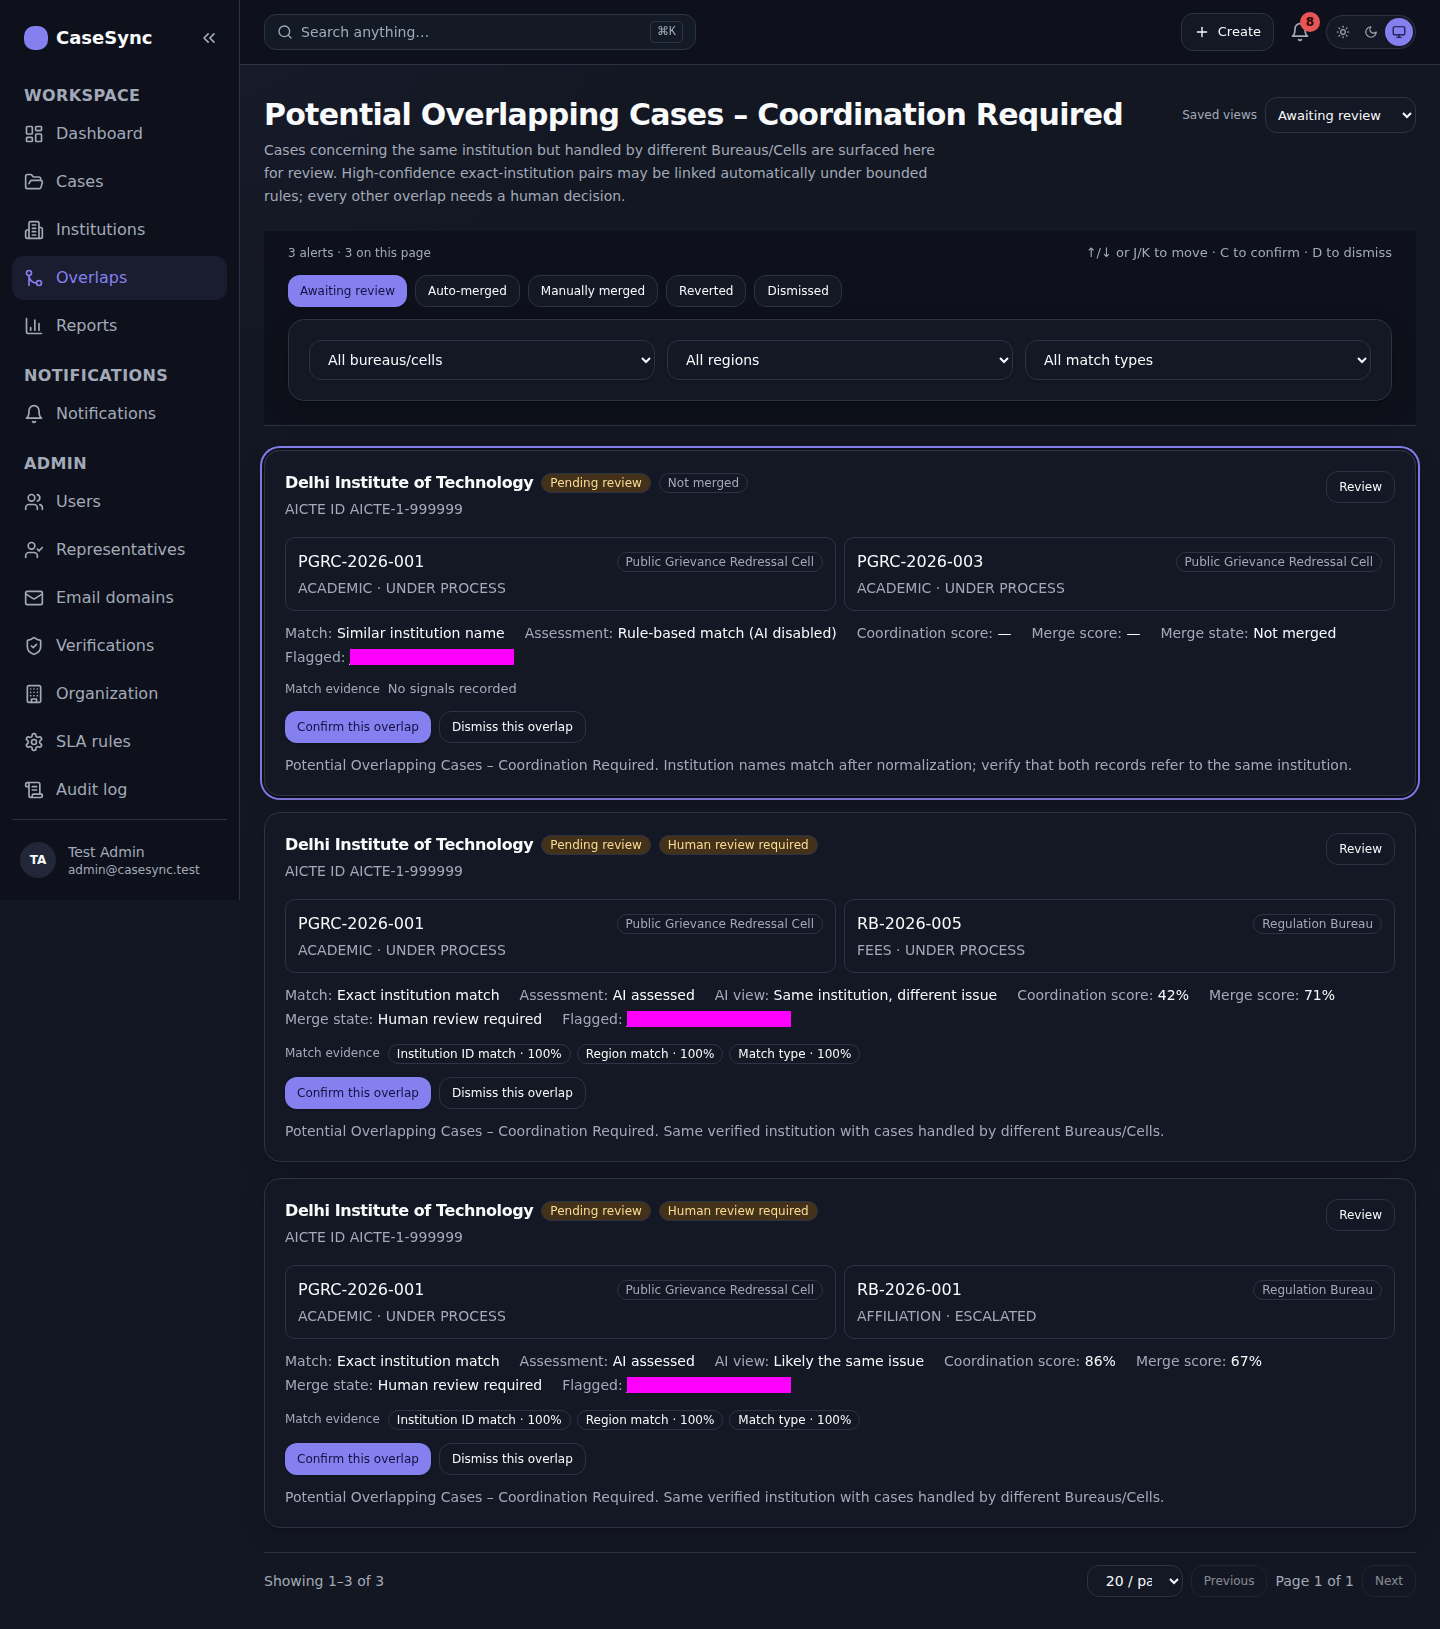 CaseSync
Search anything...
⌘K
Create
8
WORKSPACE
Dashboard
Cases
Institutions
Overlaps
Reports
NOTIFICATIONS
Notifications
ADMIN
Users
Representatives
Email domains
Verifications
Organization
SLA rules
Audit log
TA
Test Admin
admin@casesync.test
Potential Overlapping Cases – Coordination Required
Saved views
Awaiting review
Cases concerning the same institution but handled by different Bureaus/Cells are surfaced here
for review. High-confidence exact-institution pairs may be linked automatically under bounded
rules; every other overlap needs a human decision.
3 alerts · 3 on this page
↑/↓ or J/K to move · C to confirm · D to dismiss
Awaiting review
Auto-merged
Manually merged
Reverted
Dismissed
All bureaus/cells
All regions
All match types
Delhi Institute of Technology
Pending review
Not merged
Review
AICTE ID AICTE-1-999999
PGRC-2026-001
Public Grievance Redressal Cell
ACADEMIC · UNDER PROCESS
PGRC-2026-003
Public Grievance Redressal Cell
ACADEMIC · UNDER PROCESS
Match: Similar institution name Assessment: Rule-based match (AI disabled) Coordination score: — Merge score: — Merge state: Not merged
Flagged:
Match evidence No signals recorded
Confirm this overlap
Dismiss this overlap
Potential Overlapping Cases – Coordination Required. Institution names match after normalization; verify that both records refer to the same institution.
Delhi Institute of Technology
Pending review
Human review required
Review
AICTE ID AICTE-1-999999
PGRC-2026-001
Public Grievance Redressal Cell
ACADEMIC · UNDER PROCESS
RB-2026-005
Regulation Bureau
FEES · UNDER PROCESS
Match: Exact institution match Assessment: AI assessed AI view: Same institution, different issue Coordination score: 42% Merge score: 71%
Merge state: Human review required Flagged:
Match evidence Institution ID match · 100% Region match · 100% Match type · 100%
Confirm this overlap
Dismiss this overlap
Potential Overlapping Cases – Coordination Required. Same verified institution with cases handled by different Bureaus/Cells.
Delhi Institute of Technology
Pending review
Human review required
Review
AICTE ID AICTE-1-999999
PGRC-2026-001
Public Grievance Redressal Cell
ACADEMIC · UNDER PROCESS
RB-2026-001
Regulation Bureau
AFFILIATION · ESCALATED
Match: Exact institution match Assessment: AI assessed AI view: Likely the same issue Coordination score: 86% Merge score: 67%
Merge state: Human review required Flagged:
Match evidence Institution ID match · 100% Region match · 100% Match type · 100%
Confirm this overlap
Dismiss this overlap
Potential Overlapping Cases – Coordination Required. Same verified institution with cases handled by different Bureaus/Cells.
Showing 1–3 of 3
20 / pa
Previous
Page 1 of 1
Next